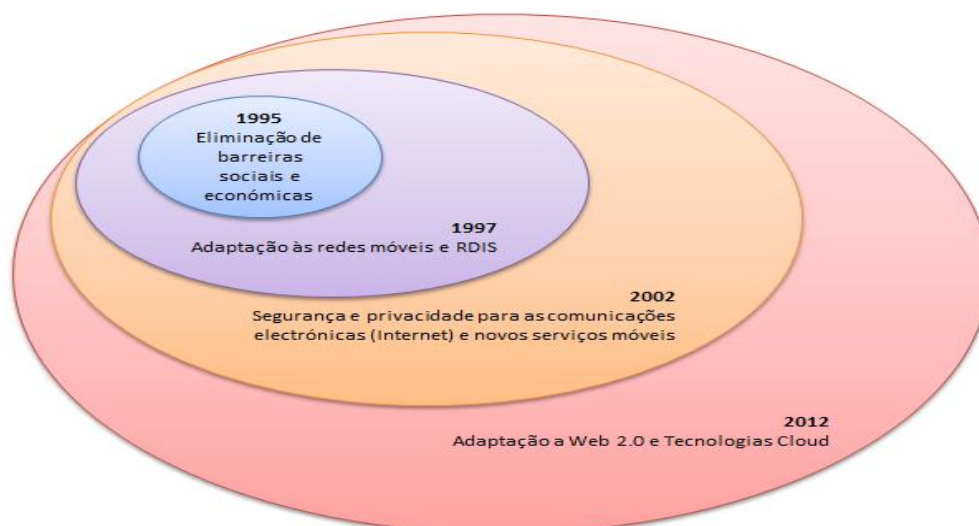 1995
Eliminação de
barreiras
sociais e
económicas
1997
Adaptação às redes móveis e RDIS
2002
Segurança e privacidade para as comunicações
electrónicas (Internet) e novos serviços móveis
2012
Adaptação a Web 2.0 e Tecnologias Cloud